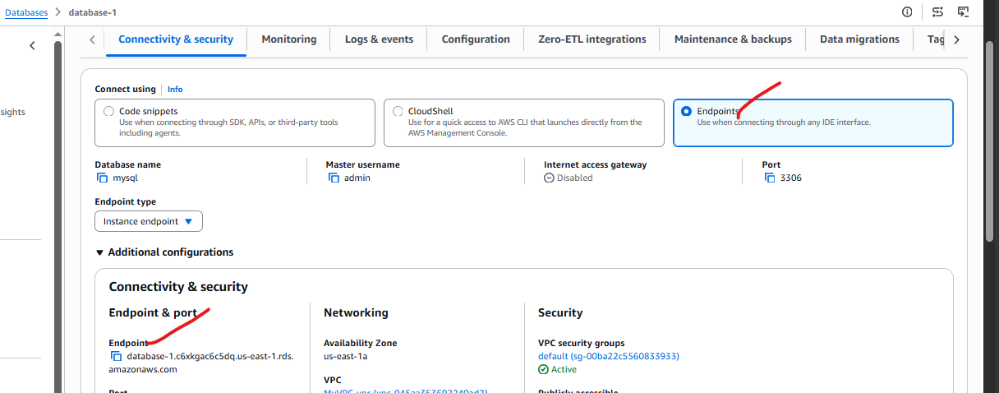 Databases > database-1
Connectivity & security
Monitoring
Logs & events
Configuration
Zero-ETL integrations
Maintenance & backups
Data migrations
Tag
sights
Connect using | Info
Code snippets
Use when connecting through SDK, APIs, or third-party tools
including agents.
CloudShell
Use for a quick access to AWS CLI that launches directly from the
AWS Management Console.
Endpoints
Use when connecting through any IDE interface.
Database name
mysql
Master username
admin
Internet access gateway
Disabled
Port
3306
Endpoint type
Instance endpoint
Additional configurations
Connectivity & security
Endpoint & port
Endpoint
database-1.c6xkgac6c5dq.us-east-1.rds.
amazonaws.com
Port
Networking
Availability Zone
us-east-1a
VPC
Security
VPC security groups
default (sg-00ba22c5560833933)
Active
Publicly accessible